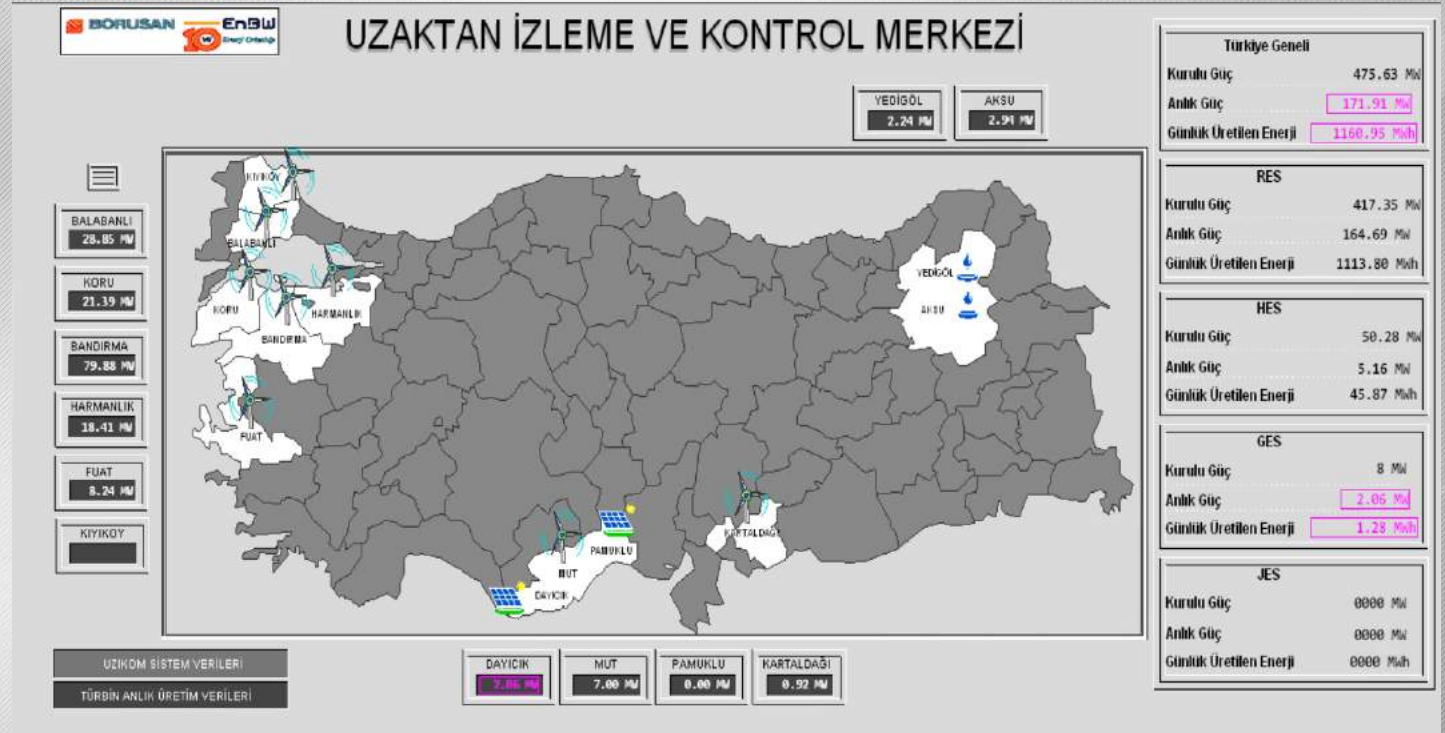 BORUSAN EnBW
10 Enerji Ortaklığı
UZAKTAN İZLEME VE KONTROL MERKEZİ
YEDİGÖL
2.24 MW
AKSU
2.94 MW
BALABANLI
28.85 MW
KORU
21.39 MW
BANDIRMA
79.88 MW
HARMANLIK
18.41 MW
FUAT
8.24 MW
KIYIKOY
KIYIKOY
BALABANLI
KORU
HARMANLIK
BANDIRMA
FUAT
YEDİGÖL
AKSU
KARTALDAĞI
PAMUKLU
MUT
DAYICIK
Türkiye Geneli
Kurulu Güç 475.63 MW
Anlık Güç 171.91 MW
Günlük Üretilen Enerji 1160.95 MWh
RES
Kurulu Güç 417.35 MW
Anlık Güç 164.69 MW
Günlük Üretilen Enerji 1113.80 MWh
HES
Kurulu Güç 50.28 MW
Anlık Güç 5.16 MW
Günlük Üretilen Enerji 45.87 MWh
GES
Kurulu Güç 8 MW
Anlık Güç 2.06 MW
Günlük Üretilen Enerji 1.28 MWh
JES
Kurulu Güç 0000 MW
Anlık Güç 0000 MW
Günlük Üretilen Enerji 0000 MWh
UZIKOM SİSTEM VERİLERİ
TÜRBİN ANLIK ÜRETİM VERİLERİ
DAYICIK
2.06 MW
MUT
7.00 MW
PAMUKLU
0.00 MW
KARTALDAĞI
0.92 MW